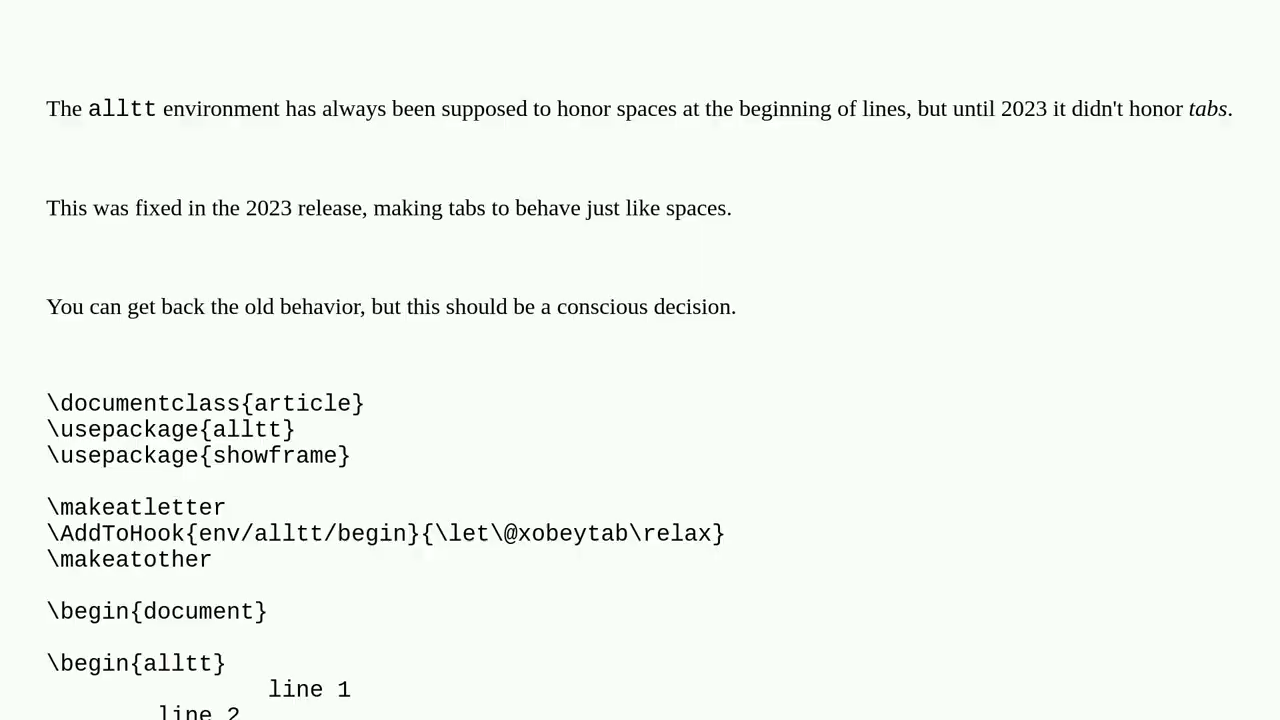 The alltt environment has always been supposed to honor spaces at the beginning of lines, but until 2023 it didn't honor tabs.
This was fixed in the 2023 release, making tabs to behave just like spaces.
You can get back the old behavior, but this should be a conscious decision.
\documentclass{article}
\usepackage{alltt}
\usepackage{showframe}
\makeatletter
\AddToHook{env/alltt/begin}{\let\@xobeytab\relax}
\makeatother
\begin{document}
\begin{alltt}
line 1
line 2